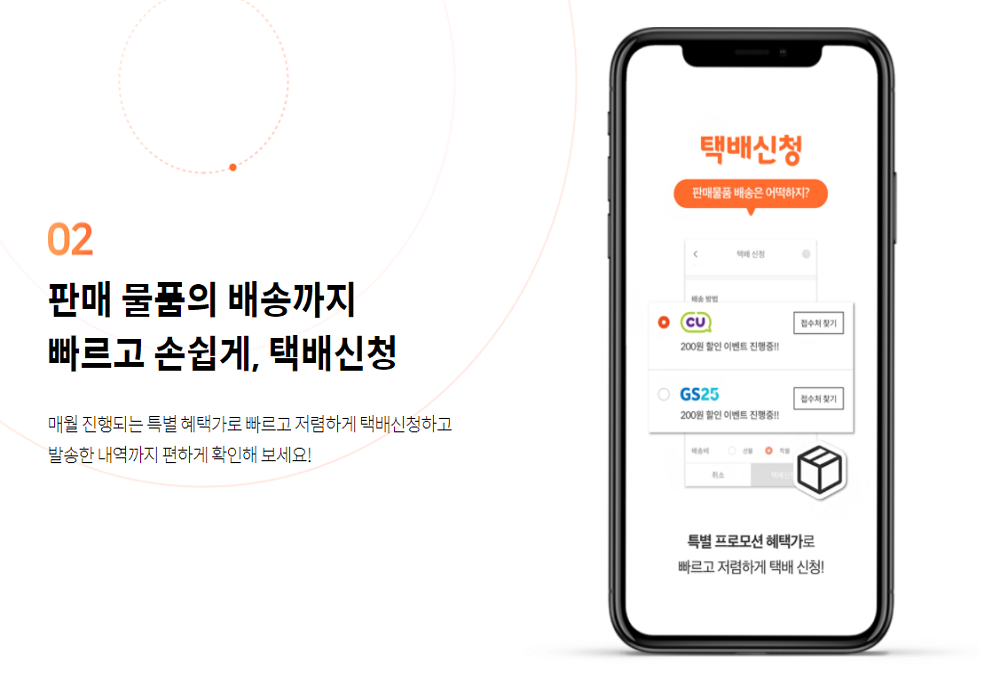 02
판매 물품의 배송까지
빠르고 손쉽게, 택배신청
매월 진행되는 특별 혜택가로 빠르고 저렴하게 택배신청하고
발송한 내역까지 편하게 확인해 보세요!
택배신청
판매물품 배송은 어떡하지?
택배 신청
배송 방법
CU
접수처 찾기
200원 할인 이벤트 진행중!!
GS25
접수처 찾기
200원 할인 이벤트 진행중!!
배송비 선불 착불
취소
특별 프로모션 혜택가로
빠르고 저렴하게 택배 신청!